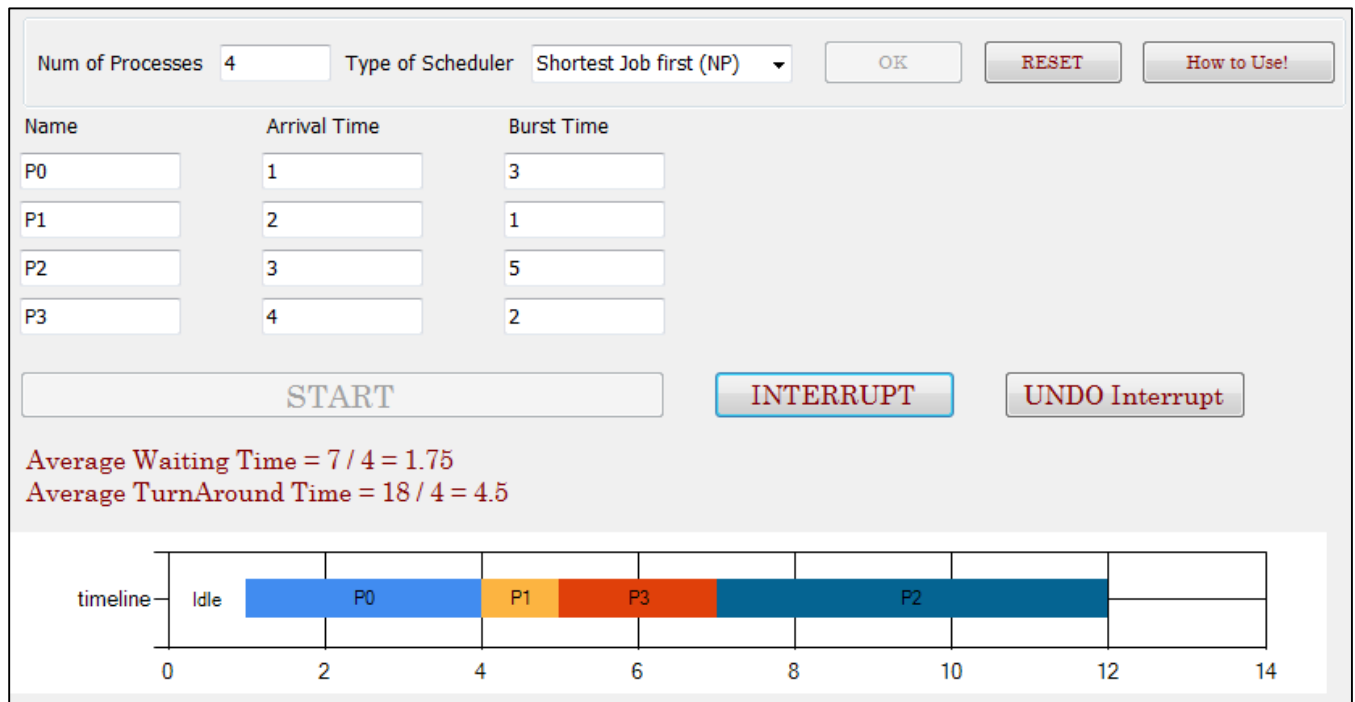 Num of Processes 4 Type of Scheduler Shortest Job first (NP) OK RESET How to Use!
Name Arrival Time Burst Time
P0 1 3
P1 2 1
P2 3 5
P3 4 2
START INTERRUPT UNDO Interrupt
Average Waiting Time = 7 / 4 = 1.75
Average TurnAround Time = 18 / 4 = 4.5
timeline Idle P0 P1 P3 P2
0 2 4 6 8 10 12 14